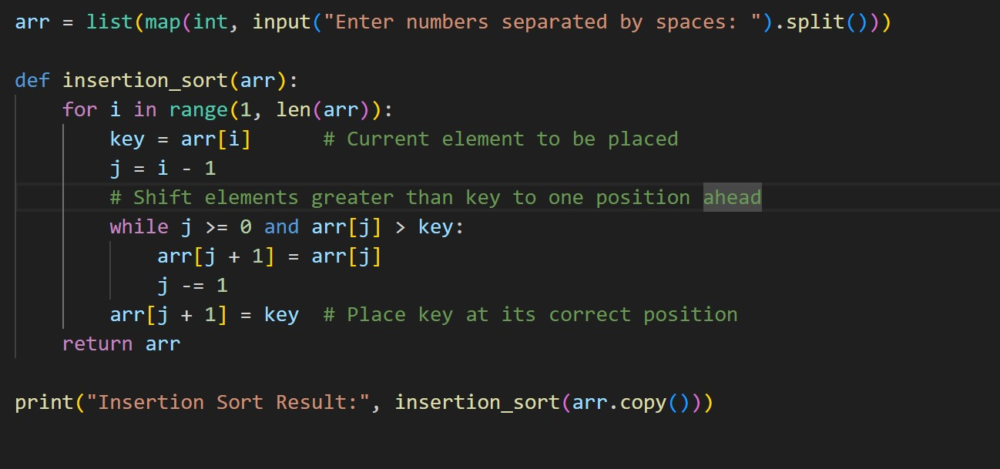 arr = list(map(int, input("Enter numbers separated by spaces: ").split()))
def insertion_sort(arr):
    for i in range(1, len(arr)):
        key = arr[i]      # Current element to be placed
        j = i - 1
        # Shift elements greater than key to one position ahead
        while j >= 0 and arr[j] > key:
            arr[j + 1] = arr[j]
            j -= 1
        arr[j + 1] = key  # Place key at its correct position
    return arr
print("Insertion Sort Result:", insertion_sort(arr.copy()))